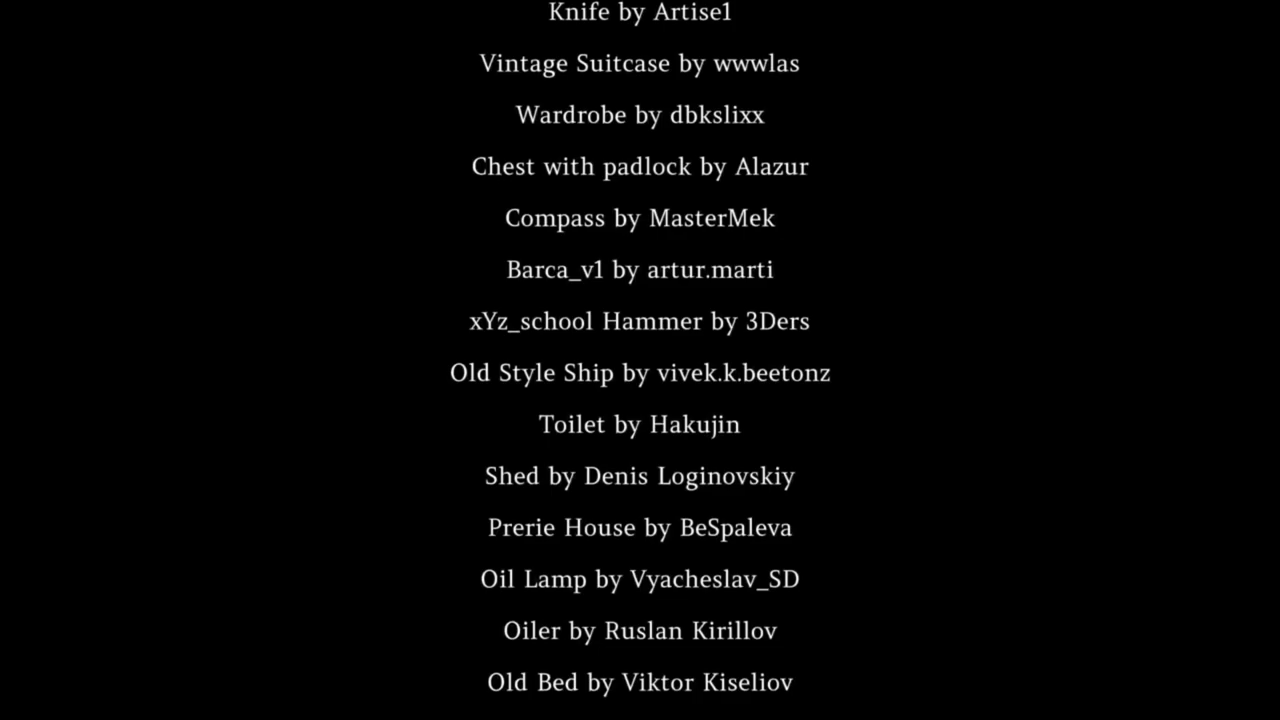 Knife by Artise1
Vintage Suitcase by wwwlas
Wardrobe by dbkslixx
Chest with padlock by Alazur
Compass by MasterMek
Barca_v1 by artur.marti
xYz_school Hammer by 3Ders
Old Style Ship by vivek.k.beetonz
Toilet by Hakujin
Shed by Denis Loginovskiy
Prerie House by BeSpaleva
Oil Lamp by Vyacheslav_SD
Oiler by Ruslan Kirillov
Old Bed by Viktor Kiseliov